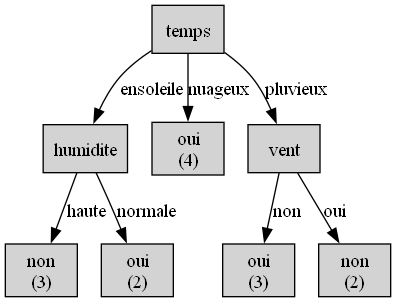 temps
ensoleile
nuageux
pluvieux
humidite
oui
(4)
vent
haute
normale
non
oui
non
(3)
oui
(2)
oui
(3)
non
(2)